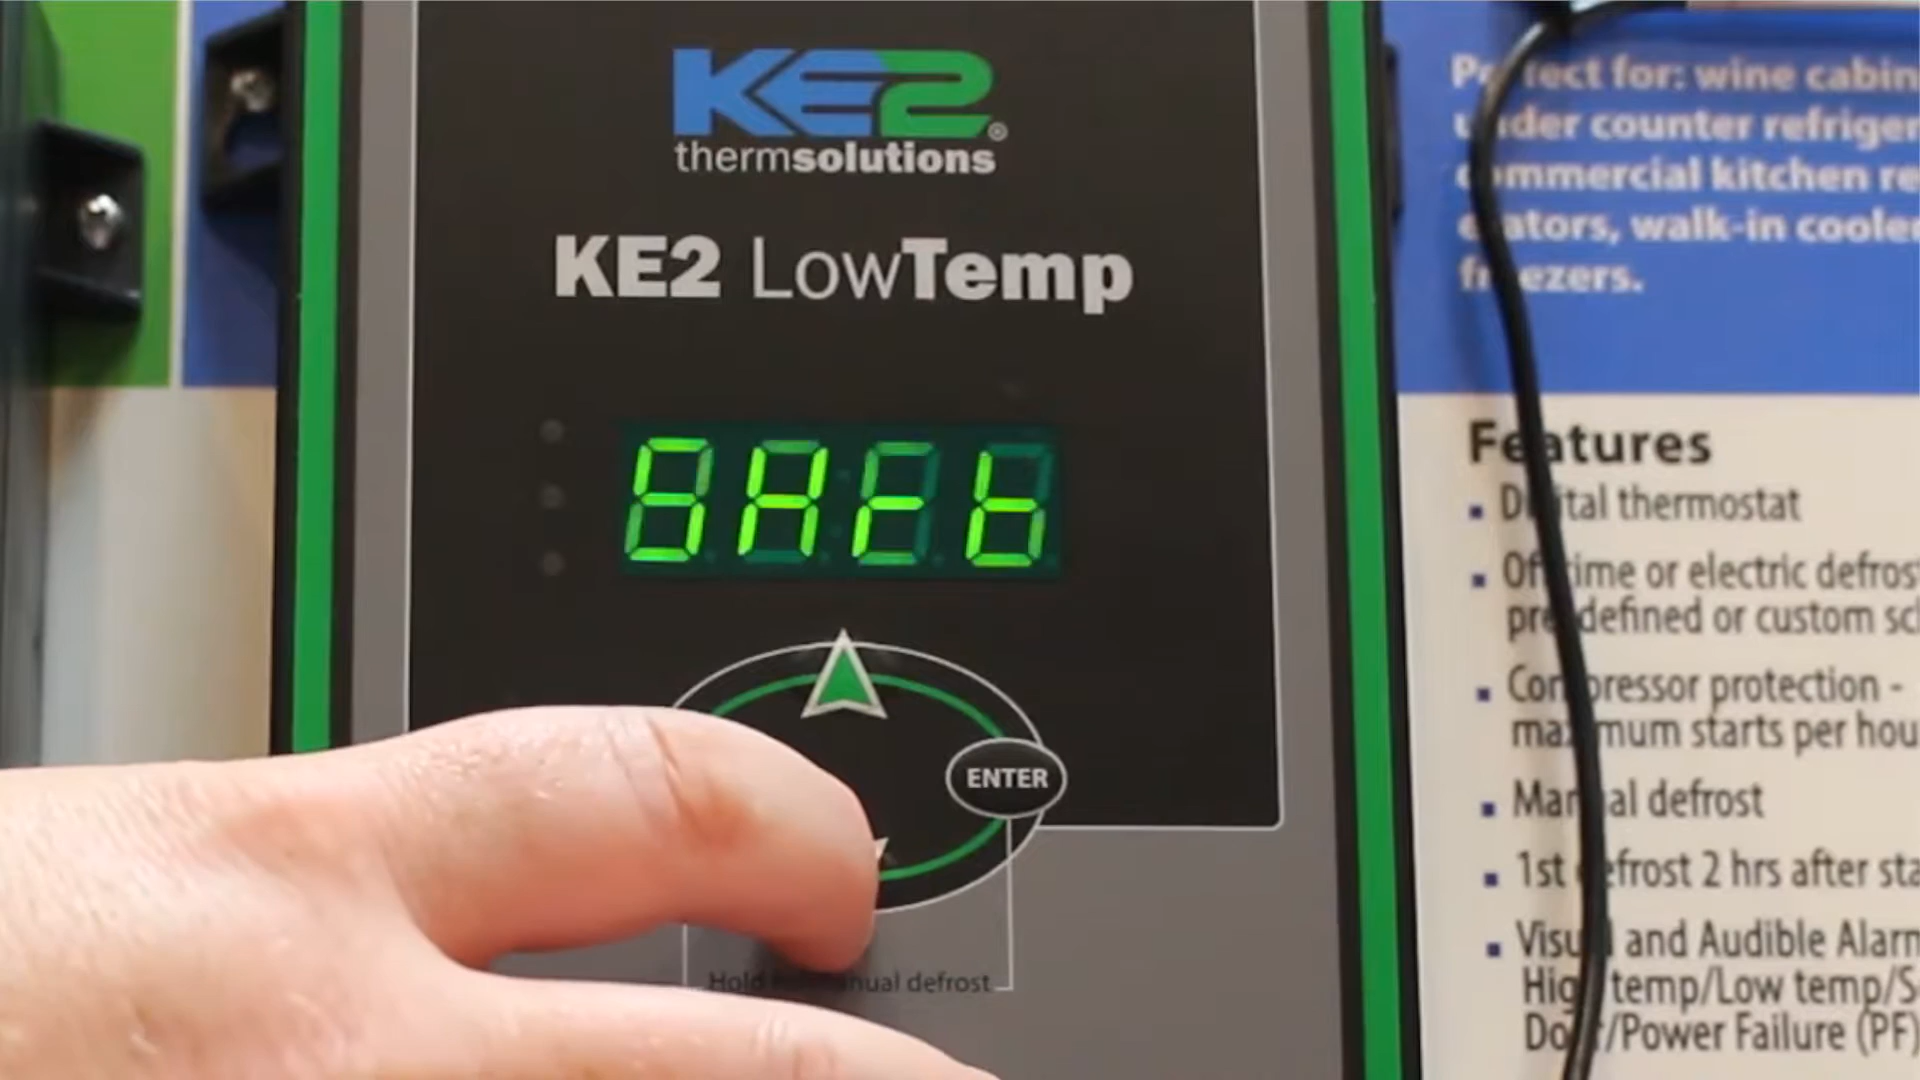 KE2®
thermsolutions
KE2 LowTemp
ENTER
Hold manual defrost
Perfect for: wine cabin
under counter refriger
commercial kitchen re
erators, walk-in cooler
freezers.
Features
▪ Digital thermostat
▪ Off time or electric defrost
pre-defined or custom sc
▪ Compressor protection -
maximum starts per hou
▪ Manual defrost
▪ 1st defrost 2 hrs after sta
▪ Visual and Audible Alarm
High temp/Low temp/S
Door/Power Failure (PF)